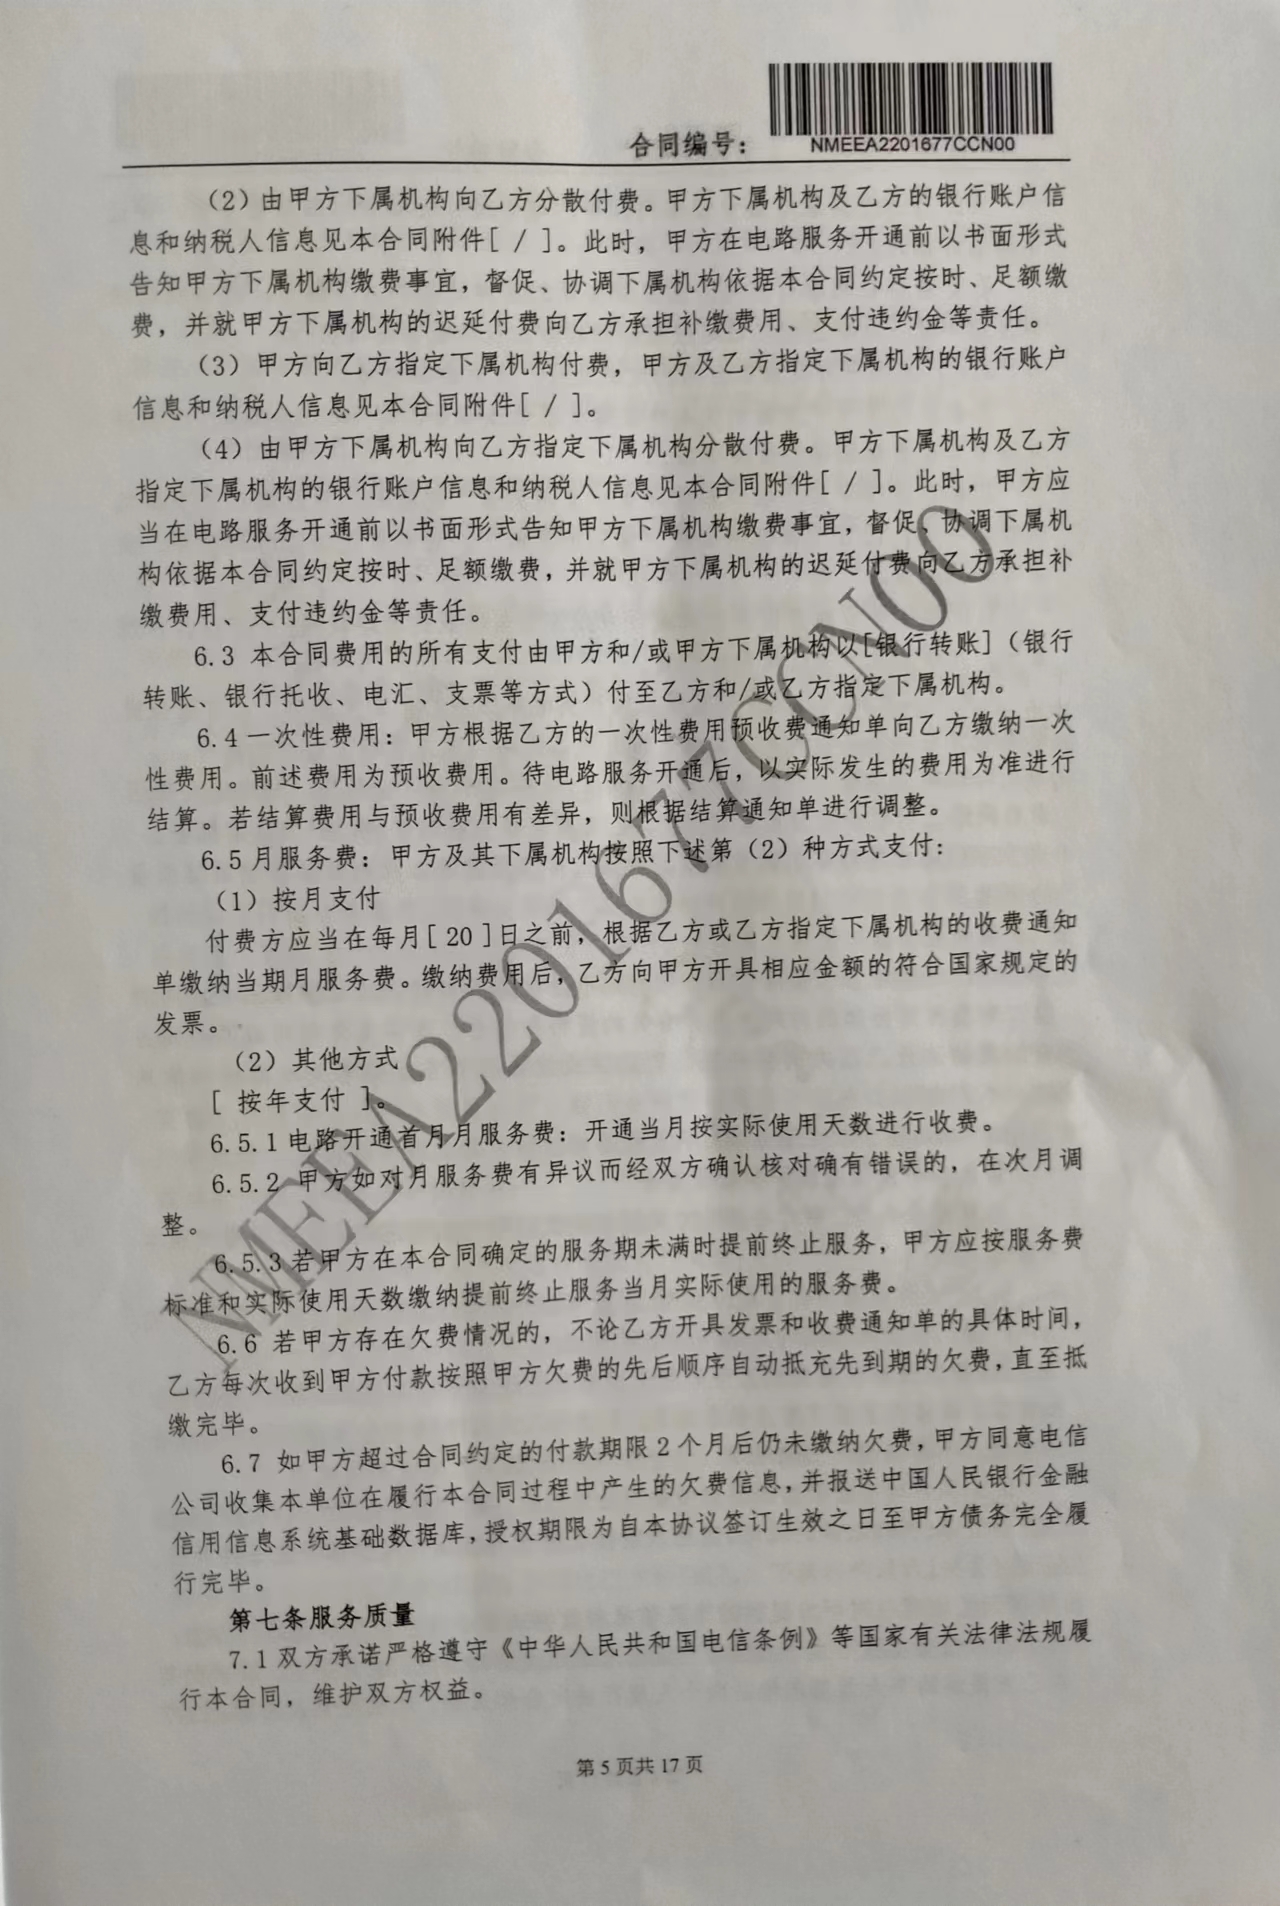 合同编号：
NMEEA2201677CCN00
（2）由甲方下属机构向乙方分散付费。甲方下属机构及乙方的银行账户信
息和纳税人信息见本合同附件[ / ]。此时，甲方在电路服务开通前以书面形式
告知甲方下属机构缴费事宜，督促、协调下属机构依据本合同约定按时、足额缴
费，并就甲方下属机构的迟延付费向乙方承担补缴费用、支付违约金等责任。
（3）甲方向乙方指定下属机构付费，甲方及乙方指定下属机构的银行账户
信息和纳税人信息见本合同附件[ / ]。
（4）由甲方下属机构向乙方指定下属机构分散付费。甲方下属机构及乙方
指定下属机构的银行账户信息和纳税人信息见本合同附件[ / ]。此时，甲方应
当在电路服务开通前以书面形式告知甲方下属机构缴费事宜，督促、协调下属机
构依据本合同约定按时、足额缴费，并就甲方下属机构的迟延付费向乙方承担补
缴费用、支付违约金等责任。
6.3 本合同费用的所有支付由甲方和/或甲方下属机构以[银行转账]（银行
转账、银行托收、电汇、支票等方式）付至乙方和/或乙方指定下属机构。
6.4 一次性费用：甲方根据乙方的一次性费用预收费通知单向乙方缴纳一次
性费用。前述费用为预收费用。待电路服务开通后，以实际发生的费用为准进行
结算。若结算费用与预收费用有差异，则根据结算通知单进行调整。
6.5 月服务费：甲方及其下属机构按照下述第（2）种方式支付：
（1）按月支付
付费方应当在每月[ 20 ]日之前，根据乙方或乙方指定下属机构的收费通知
单缴纳当期月服务费。缴纳费用后，乙方向甲方开具相应金额的符合国家规定的
发票。
（2）其他方式
[ 按年支付 ]。
6.5.1 电路开通首月月服务费：开通当月按实际使用天数进行收费。
6.5.2 甲方如对月服务费有异议而经双方确认核对确有错误的，在次月调
整。
6.5.3 若甲方在本合同确定的服务期未满时提前终止服务，甲方应按服务费
标准和实际使用天数缴纳提前终止服务当月实际使用的服务费。
6.6 若甲方存在欠费情况的，不论乙方开具发票和收费通知单的具体时间，
乙方每次收到甲方付款按照甲方欠费的先后顺序自动抵充先到期的欠费，直至抵
缴完毕。
6.7 如甲方超过合同约定的付款期限 2 个月后仍未缴纳欠费，甲方同意电信
公司收集本单位在履行本合同过程中产生的欠费信息，并报送中国人民银行金融
信用信息系统基础数据库，授权期限为自本协议签订生效之日至甲方债务完全履
行完毕。
第七条服务质量
7.1 双方承诺严格遵守《中华人民共和国电信条例》等国家有关法律法规履
行本合同，维护双方权益。
第 5 页共 17 页
NMEEA2201677CCN00